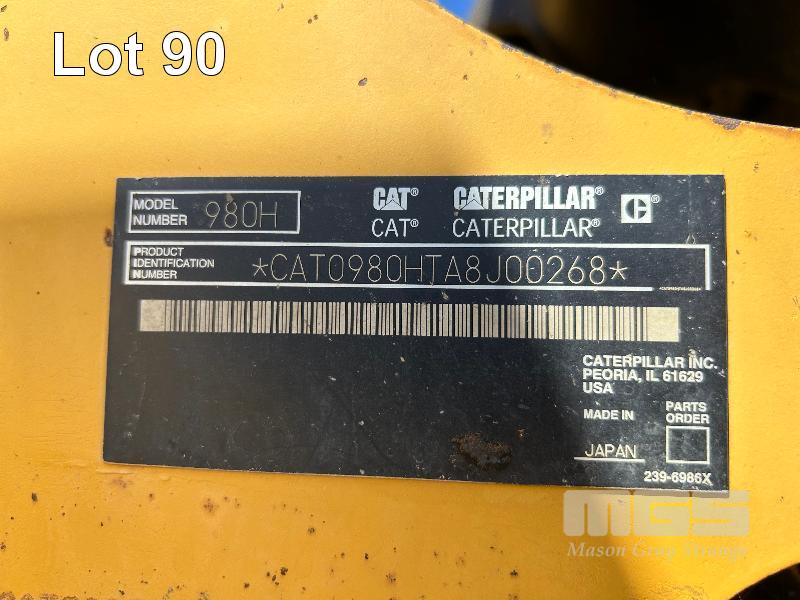 Lot 90
MODEL
NUMBER 980H
CAT® CATERPILLAR® C®
CAT® CATERPILLAR®
PRODUCT
IDENTIFICATION
NUMBER
*CAT0980HTA8J00268*
CATERPILLAR INC.
PEORIA, IL 61629
USA
MADE IN
JAPAN
PARTS
ORDER
239-6986X
MGS
Mason Gray Strange